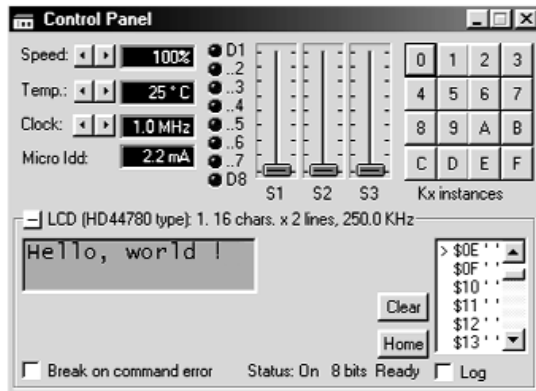 Control Panel
Speed: 100%
Temp.: 25 ° C
Clock: 1.0 MHz
Micro Idd: 2.2 mA
D1
..2
..3
..4
..5
..6
..7
D8
S1 S2 S3
0 1 2 3
4 5 6 7
8 9 A B
C D E F
Kx instances
LCD (HD44780 type): 1. 16 chars. x 2 lines, 250.0 KHz
Hello, world !
> $0E ' '
$0F ' '
$10 ' '
$11 ' '
$12 ' '
$13 ' '
Clear
Home
Break on command error
Status: On 8 bits Ready
Log